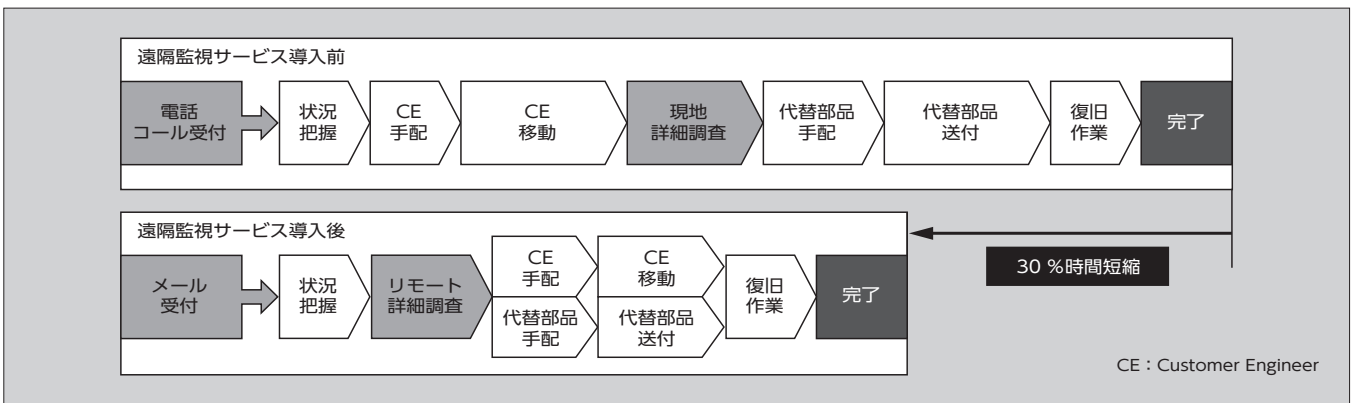 遠隔監視サービス導入前
電話
コール受付
状況
把握
CE
手配
CE
移動
現地
詳細調査
代替部品
手配
代替部品
送付
復旧
作業
完了
遠隔監視サービス導入後
メール
受付
状況
把握
リモート
詳細調査
CE
手配
代替部品
手配
CE
移動
代替部品
送付
復旧
作業
完了
30 %時間短縮
CE：Customer Engineer